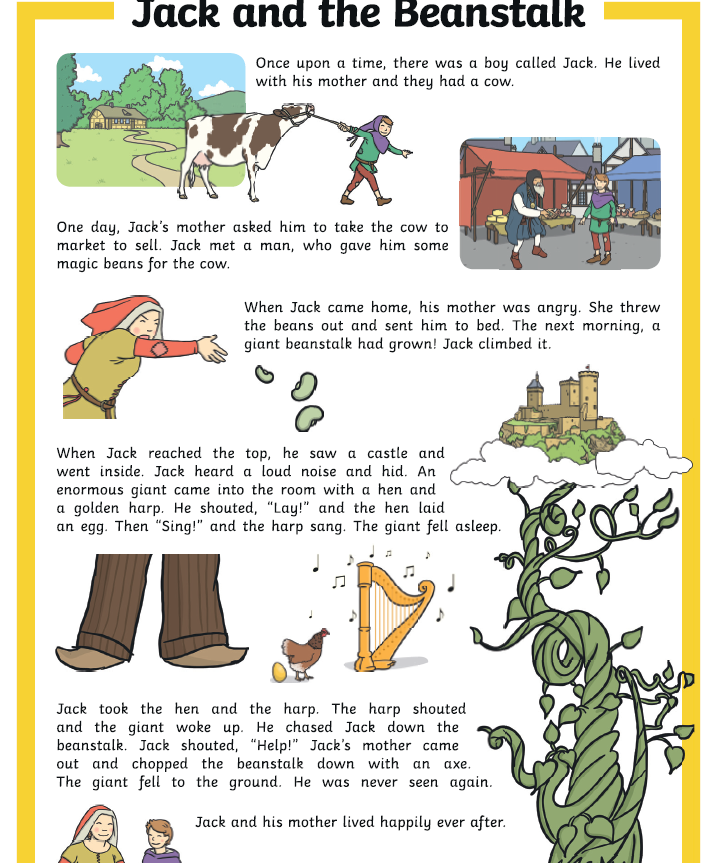 Jack and the Beanstalk
Once upon a time, there was a boy called Jack. He lived
with his mother and they had a cow.
One day, Jack's mother asked him to take the cow to
market to sell. Jack met a man, who gave him some
magic beans for the cow.
When Jack came home, his mother was angry. She threw
the beans out and sent him to bed. The next morning, a
giant beanstalk had grown! Jack climbed it.
When Jack reached the top, he saw a castle and
went inside. Jack heard a loud noise and hid. An
enormous giant came into the room with a hen and
a golden harp. He shouted, “Lay!” and the hen laid
an egg. Then “Sing!” and the harp sang. The giant fell asleep.
Jack took the hen and the harp. The harp shouted
and the giant woke up. He chased Jack down the
beanstalk. Jack shouted, “Help!” Jack's mother came
out and chopped the beanstalk down with an axe.
The giant fell to the ground. He was never seen again.
Jack and his mother lived happily ever after.